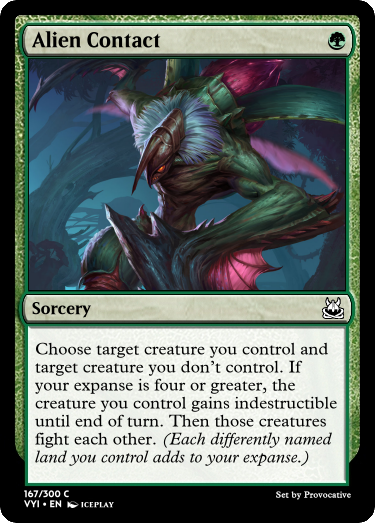 Alien Contact
Sorcery
Choose target creature you control and
target creature you don't control. If
your expanse is four or greater, the
creature you control gains indestructible
until end of turn. Then those creatures
fight each other. (Each differently named
land you control adds to your expanse.)
167/300 C
VYI • EN ICEPLAY
Set by Provocative